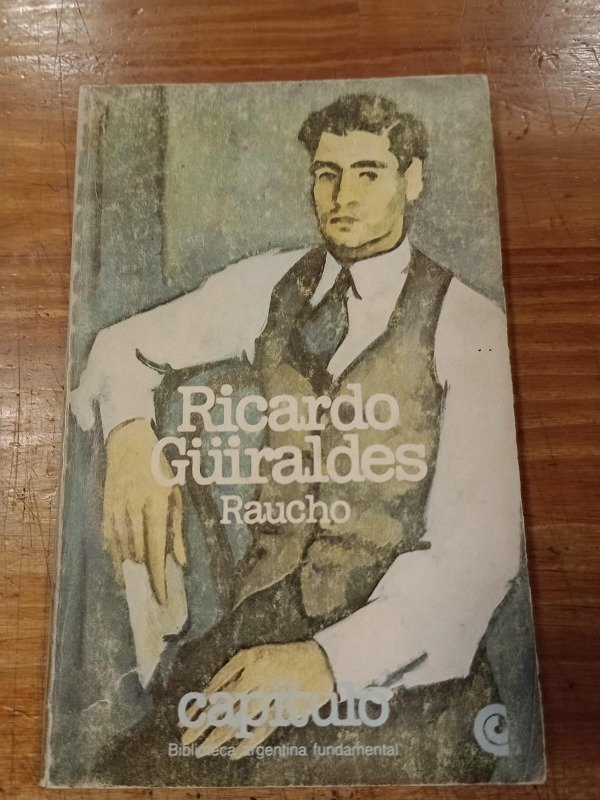 Ricardo
Güiraldes
Raucho
capítulo
Biblioteca argentina fundamental